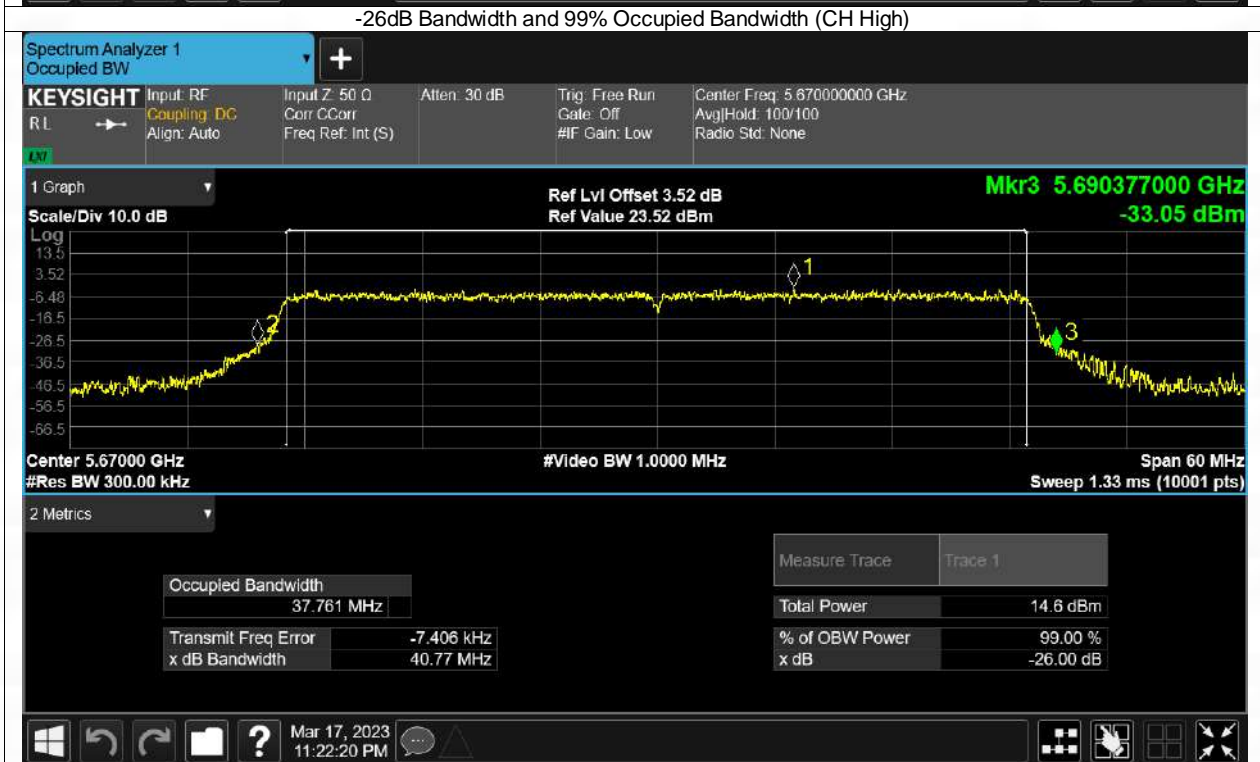 -26dB Bandwidth and 99% Occupied Bandwidth (CH High)
Spectrum Analyzer 1
Occupied BW
+
KEYSIGHT Input: RF Input Z: 50 Ω Atten: 30 dB Trig: Free Run Center Freq: 5.670000000 GHz
Coupling: DC Corr CCorr Gate: Off Avg|Hold: 100/100
RL Align: Auto Freq Ref: Int (S) #IF Gain: Low Radio Std: None
LXI
1 Graph Ref Lvl Offset 3.52 dB Mkr3 5.690377000 GHz
Scale/Div 10.0 dB Ref Value 23.52 dBm -33.05 dBm
Log
13.5
3.52
-6.48
-16.5
-26.5
-36.5
-46.5
-56.5
-66.5
1
2
3
Center 5.67000 GHz #Video BW 1.0000 MHz Span 60 MHz
#Res BW 300.00 kHz Sweep 1.33 ms (10001 pts)
2 Metrics
Measure Trace Trace 1
Occupied Bandwidth
37.761 MHz Total Power 14.6 dBm
Transmit Freq Error -7.406 kHz % of OBW Power 99.00 %
x dB Bandwidth 40.77 MHz x dB -26.00 dB
? Mar 17, 2023
11:22:20 PM